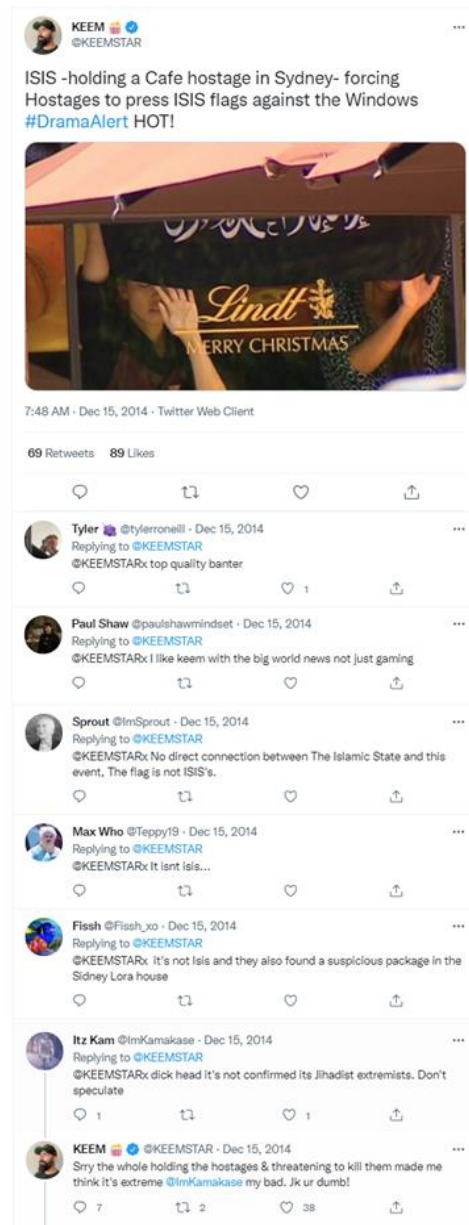 KEEM
@KEEMSTAR
ISIS -holding a Cafe hostage in Sydney- forcing
Hostages to press ISIS flags against the Windows
#DramaAlert HOT!
Lindt
MERRY CHRISTMAS
7:48 AM · Dec 15, 2014 · Twitter Web Client
69 Retweets 89 Likes
Tyler @tylerroneill · Dec 15, 2014
Replying to @KEEMSTAR
@KEEMSTARx top quality banter
1
Paul Shaw @paulshawmindset · Dec 15, 2014
Replying to @KEEMSTAR
@KEEMSTARx I like keem with the big world news not just gaming
Sprout @ImSprout · Dec 15, 2014
Replying to @KEEMSTAR
@KEEMSTARx No direct connection between The Islamic State and this
event, The flag is not ISIS's.
Max Who @Teppy19 · Dec 15, 2014
Replying to @KEEMSTAR
@KEEMSTARx It isnt isis...
Fissh @Fissh_xo · Dec 15, 2014
Replying to @KEEMSTAR
@KEEMSTARx it's not Isis and they also found a suspicious package in the
Sidney Lora house
Itz Kam @ImKamakase · Dec 15, 2014
Replying to @KEEMSTAR
@KEEMSTARx dick head it's not confirmed its Jihadist extremists. Don't
speculate
1 1
KEEM @KEEMSTAR · Dec 15, 2014
Srry the whole holding the hostages & threatening to kill them made me
think it's extreme @ImKamakase my bad. Jk ur dumb!
7 2 38